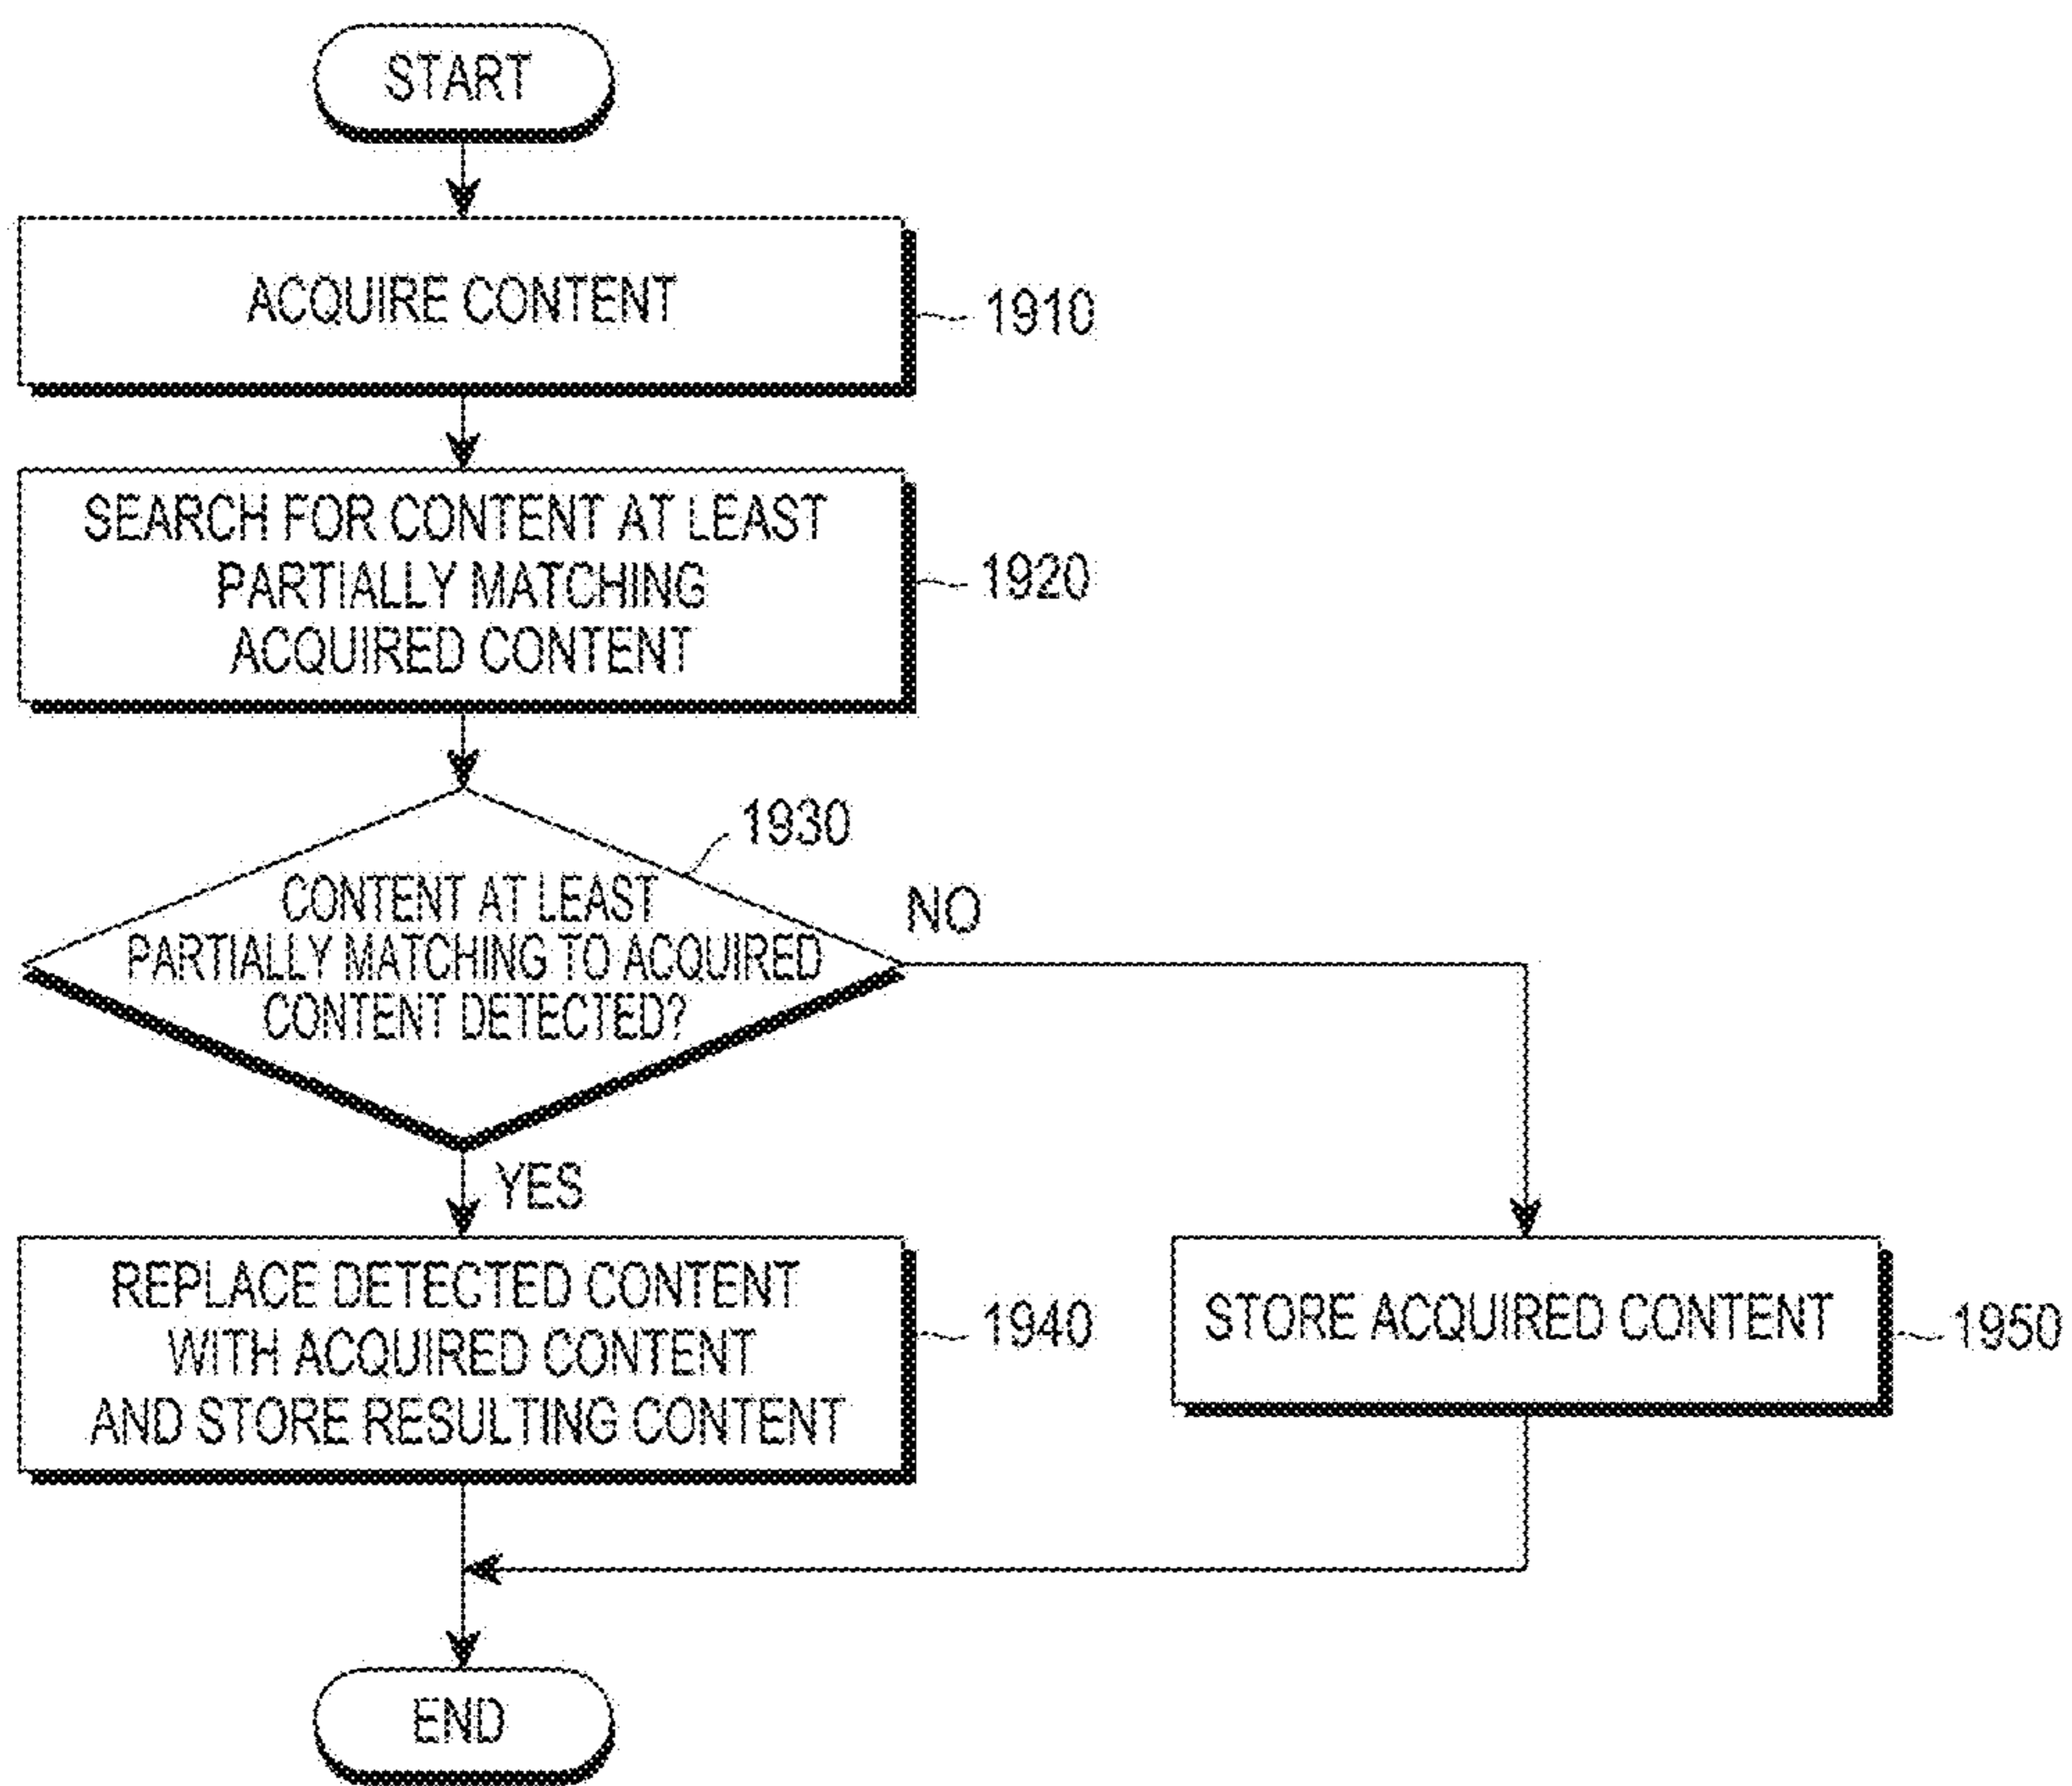 START
ACQUIRE CONTENT
1910
SEARCH FOR CONTENT AT LEAST
PARTIALLY MATCHING
ACQUIRED CONTENT
1920
1930
CONTENT AT LEAST
PARTIALLY MATCHING TO ACQUIRED
CONTENT DETECTED?
NO
YES
REPLACE DETECTED CONTENT
WITH ACQUIRED CONTENT
AND STORE RESULTING CONTENT
1940
STORE ACQUIRED CONTENT
1950
END